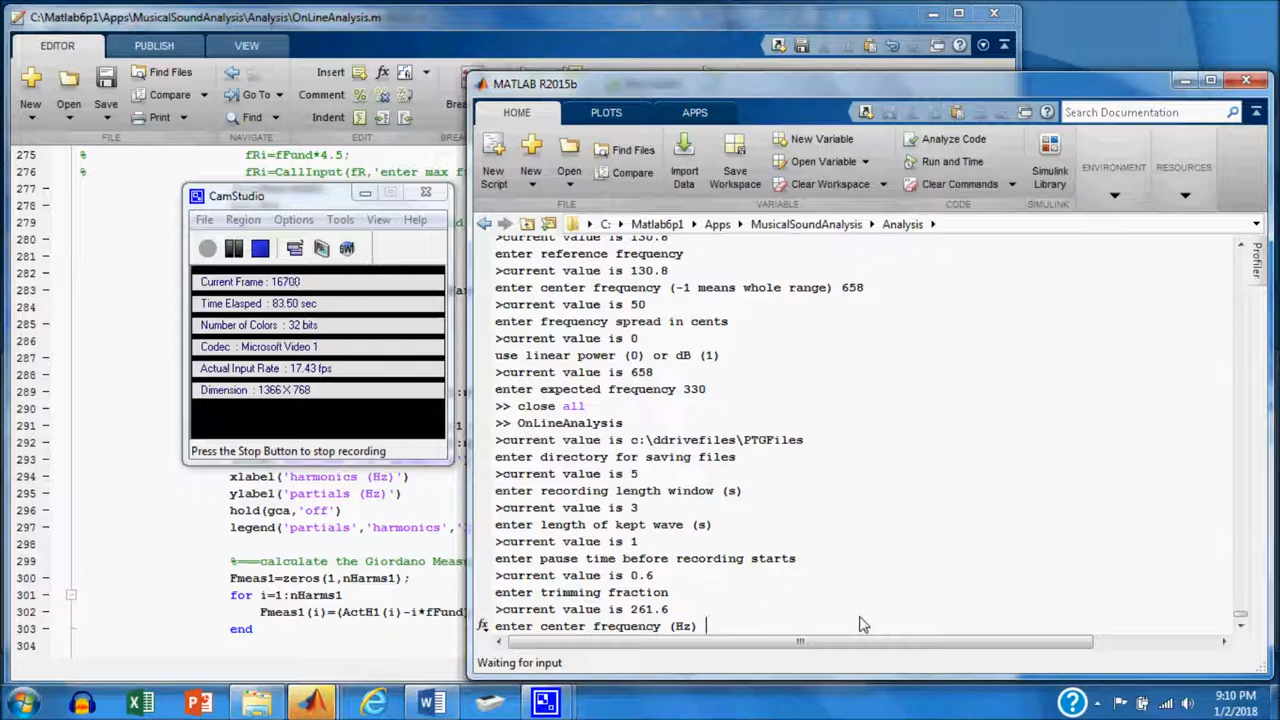 C:\Matlab6p1\Apps\MusicalSoundAnalysis\Analysis\OnLineAnalysis.m
EDITOR PUBLISH VIEW
New Open Save
Find Files
Compare
Print
FILE
Go To
Find
NAVIGATE
Insert fx
Comment %
Indent
EDIT
275 % fRi=fFund*4.5;
276 % fRi=CallInput(fR,'enter max f
277
278
279
280
281
282
283
284
285
286
287
288
289
290
291
292
293
294 xlabel('harmonics (Hz)')
295 ylabel('partials (Hz)')
296 hold(gca,'off')
297 legend('partials','harmonics','
298
299 %===calculate the Giordano Meas
300 Fmeas1=zeros(1,nHarms1);
301 for i=1:nHarms1
302 Fmeas1(i)=(ActH1(i)-i*fFund)
303 end
304
CamStudio
File Region Options Tools View Help
Current Frame : 16700
Time Elasped : 83.50 sec
Number of Colors : 32 bits
Codec : Microsoft Video 1
Actual Input Rate : 17.43 fps
Dimension : 1366 X 768
Press the Stop Button to stop recording
MATLAB R2015b
HOME PLOTS APPS
Search Documentation
New Script
New
Open
Find Files
Compare
FILE
Import Data
Save Workspace
New Variable
Open Variable
Clear Workspace
VARIABLE
Analyze Code
Run and Time
Clear Commands
CODE
Simulink Library
SIMULINK
ENVIRONMENT
RESOURCES
C: Matlab6p1 Apps MusicalSoundAnalysis Analysis
Profiler
>current value is 130.8
enter reference frequency
>current value is 130.8
enter center frequency (-1 means whole range) 658
>current value is 50
enter frequency spread in cents
>current value is 0
use linear power (0) or dB (1)
>current value is 658
enter expected frequency 330
>> close all
>> OnLineAnalysis
>current value is c:\ddrivefiles\PTGFiles
enter directory for saving files
>current value is 5
enter recording length window (s)
>current value is 3
enter length of kept wave (s)
>current value is 1
enter pause time before recording starts
>current value is 0.6
enter trimming fraction
>current value is 261.6
fx enter center frequency (Hz)
Waiting for input
9:10 PM
1/2/2018